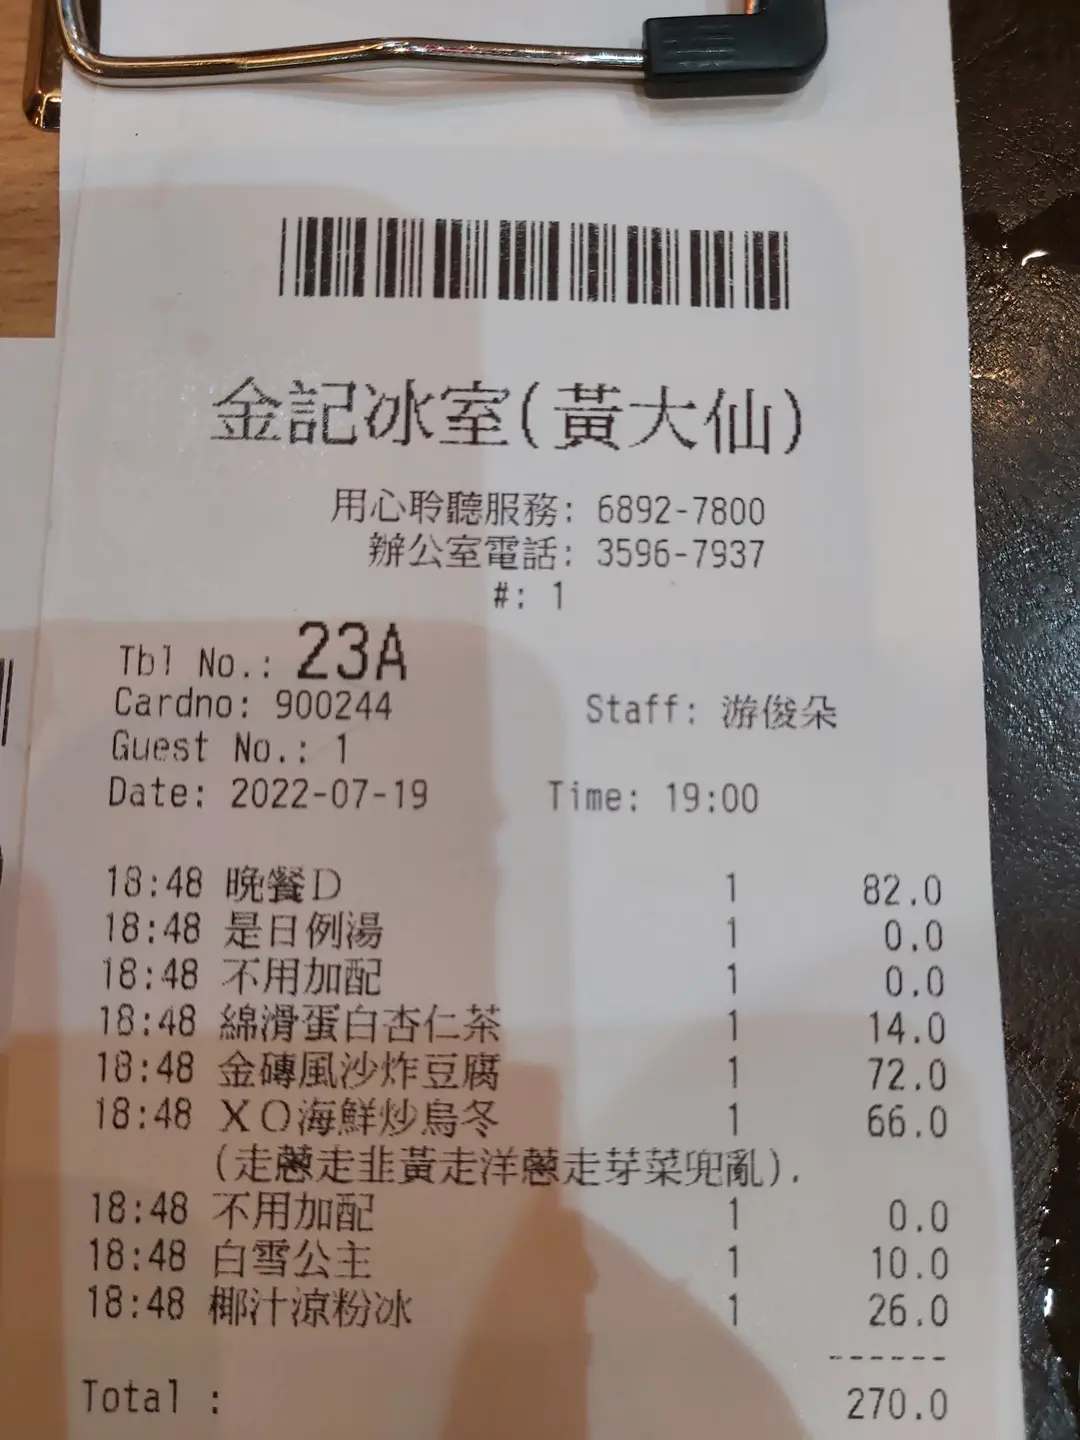 金記冰室(黃大仙)
用心聆聽服務: 6892-7800
辦公室電話: 3596-7937
#: 1
Tbl No.: 23A
Cardno: 900244 Staff: 游俊朵
Guest No.: 1
Date: 2022-07-19 Time: 19:00
18:48 晚餐D 1 82.0
18:48 是日例湯 1 0.0
18:48 不用加配 1 0.0
18:48 綿滑蛋白杏仁茶 1 14.0
18:48 金磚風沙炸豆腐 1 72.0
18:48 XO海鮮炒烏冬 1 66.0
(走蔥走韭黃走洋蔥走芽菜兜亂).
18:48 不用加配 1 0.0
18:48 白雪公主 1 10.0
18:48 椰汁涼粉冰 1 26.0
------
Total : 270.0